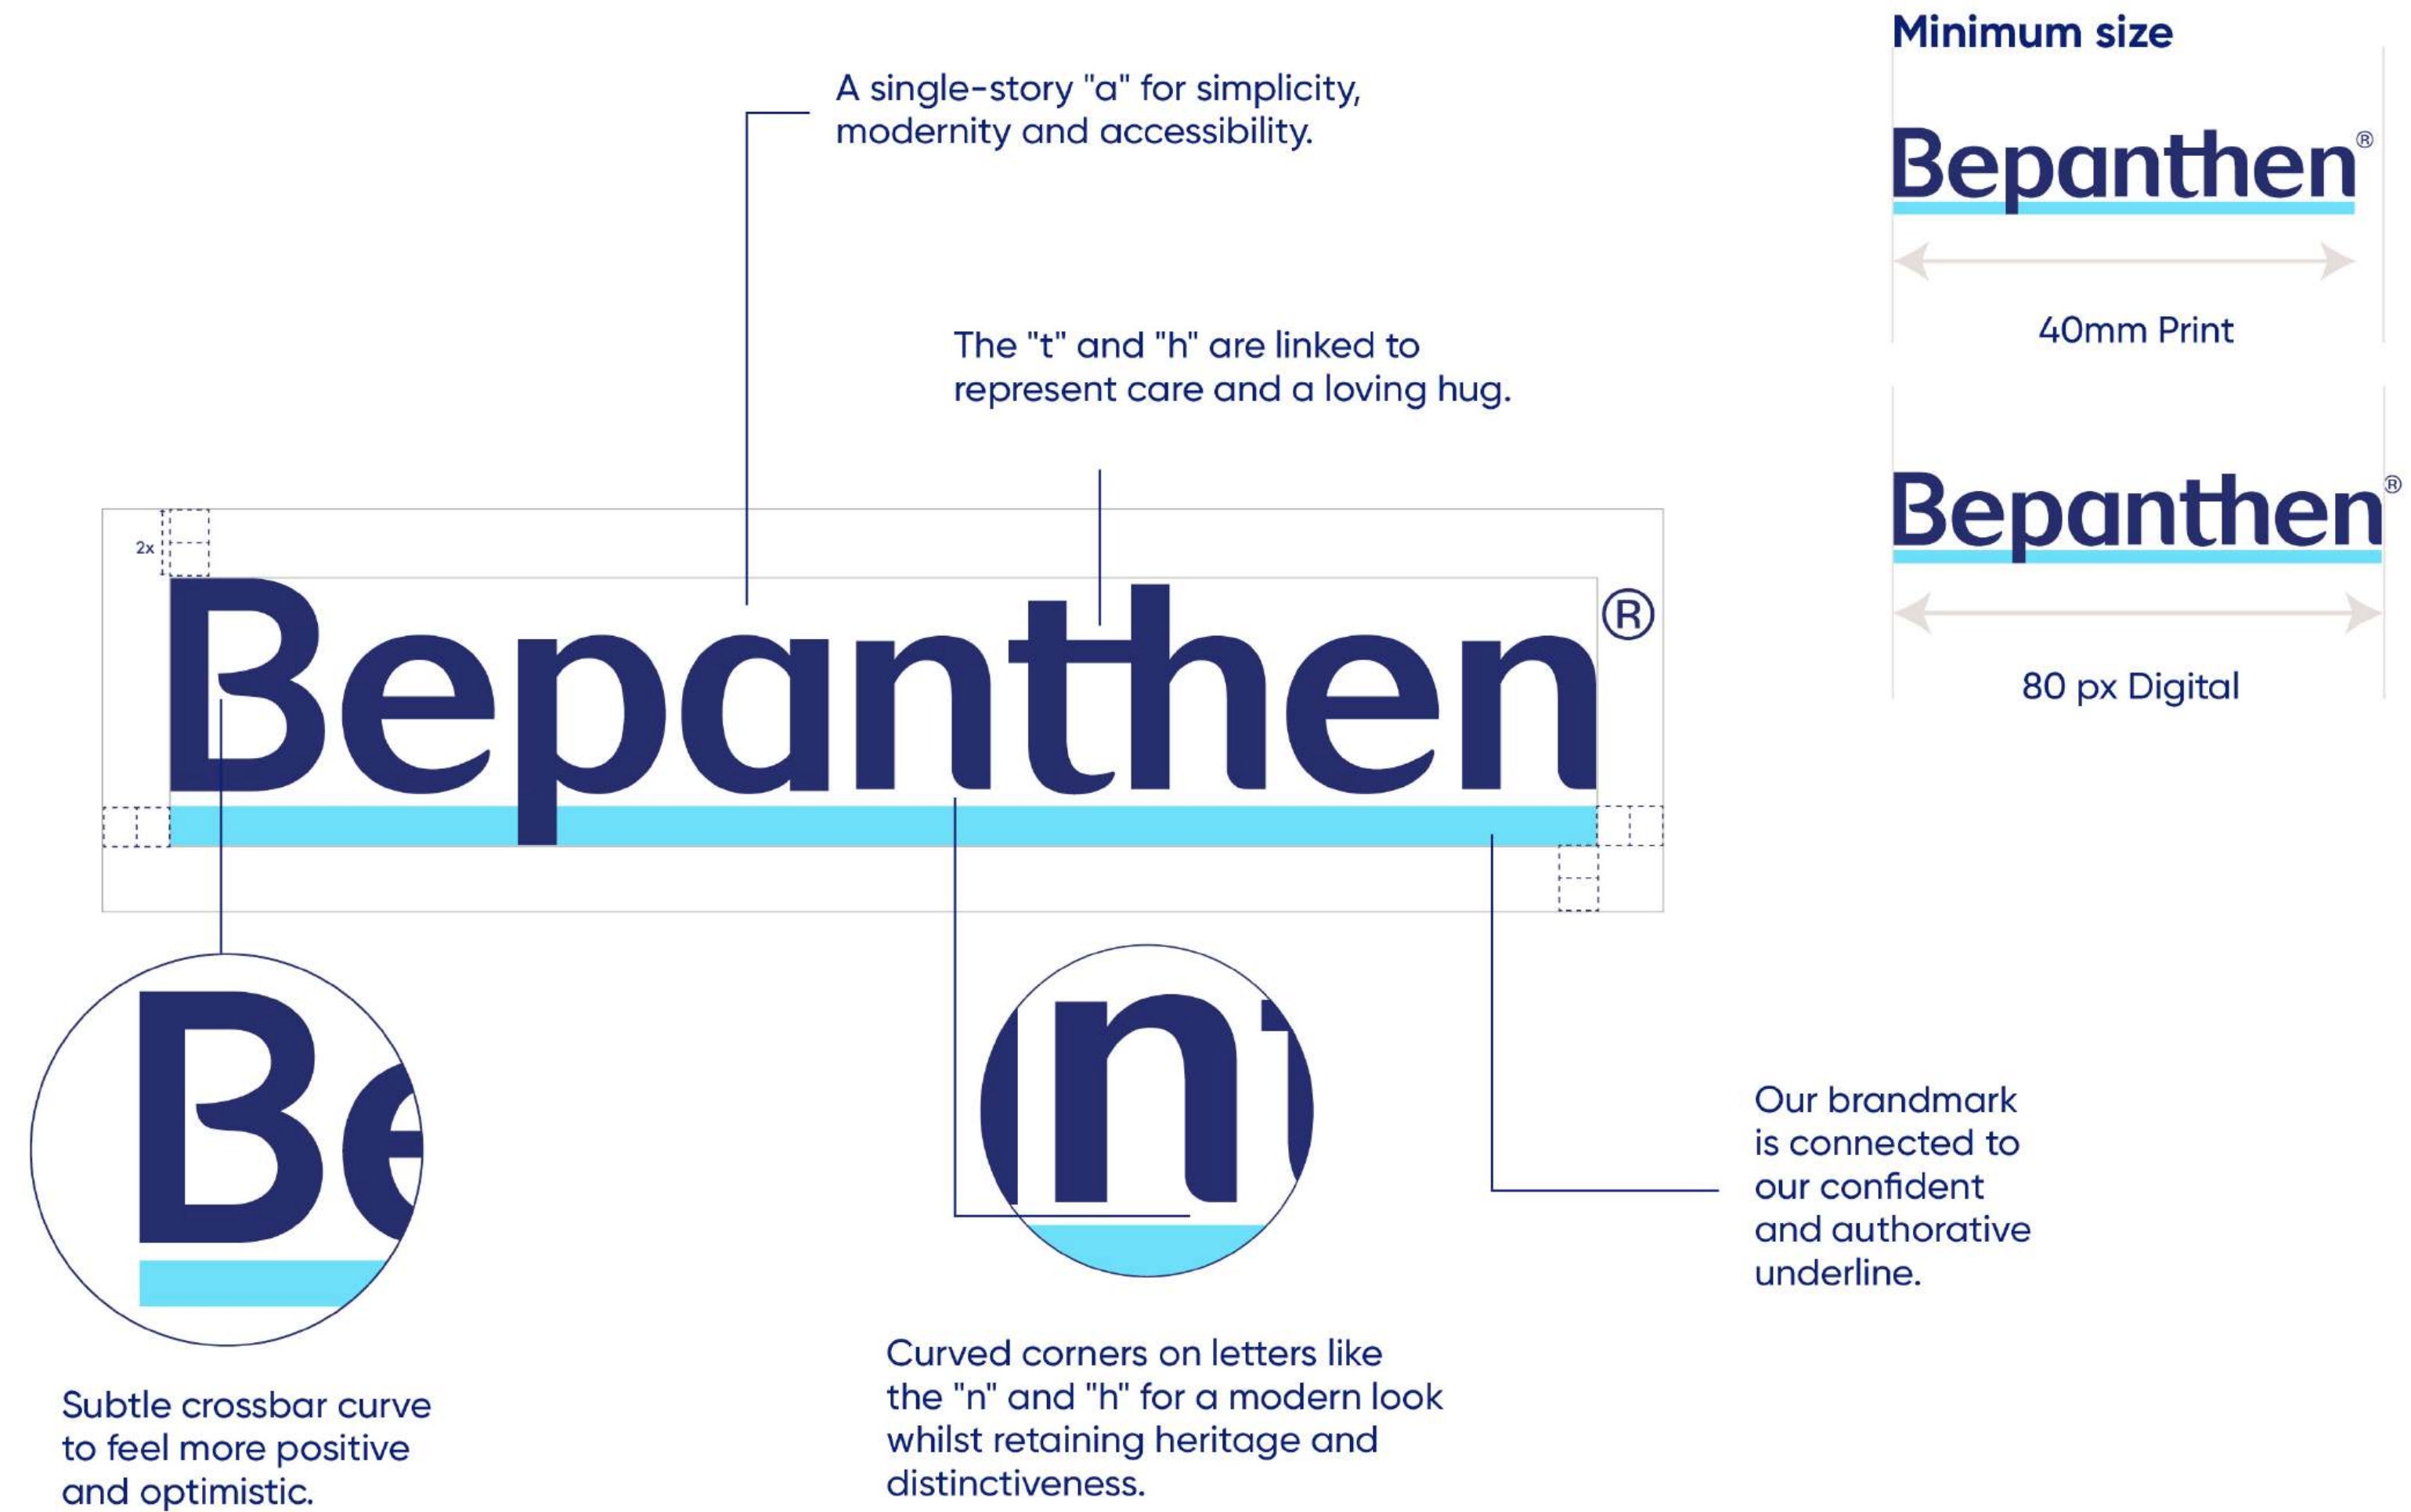 Minimum size
A single-story "a" for simplicity,
modernity and accessibility.
Bepanthen®
40mm Print
The "t" and "h" are linked to
represent care and a loving hug.
Bepanthen®
80 px Digital
2x
Bepanthen®
Be
nt
Our brandmark
is connected to
our confident
and authorative
underline.
Subtle crossbar curve
to feel more positive
and optimistic.
Curved corners on letters like
the "n" and "h" for a modern look
whilst retaining heritage and
distinctiveness.